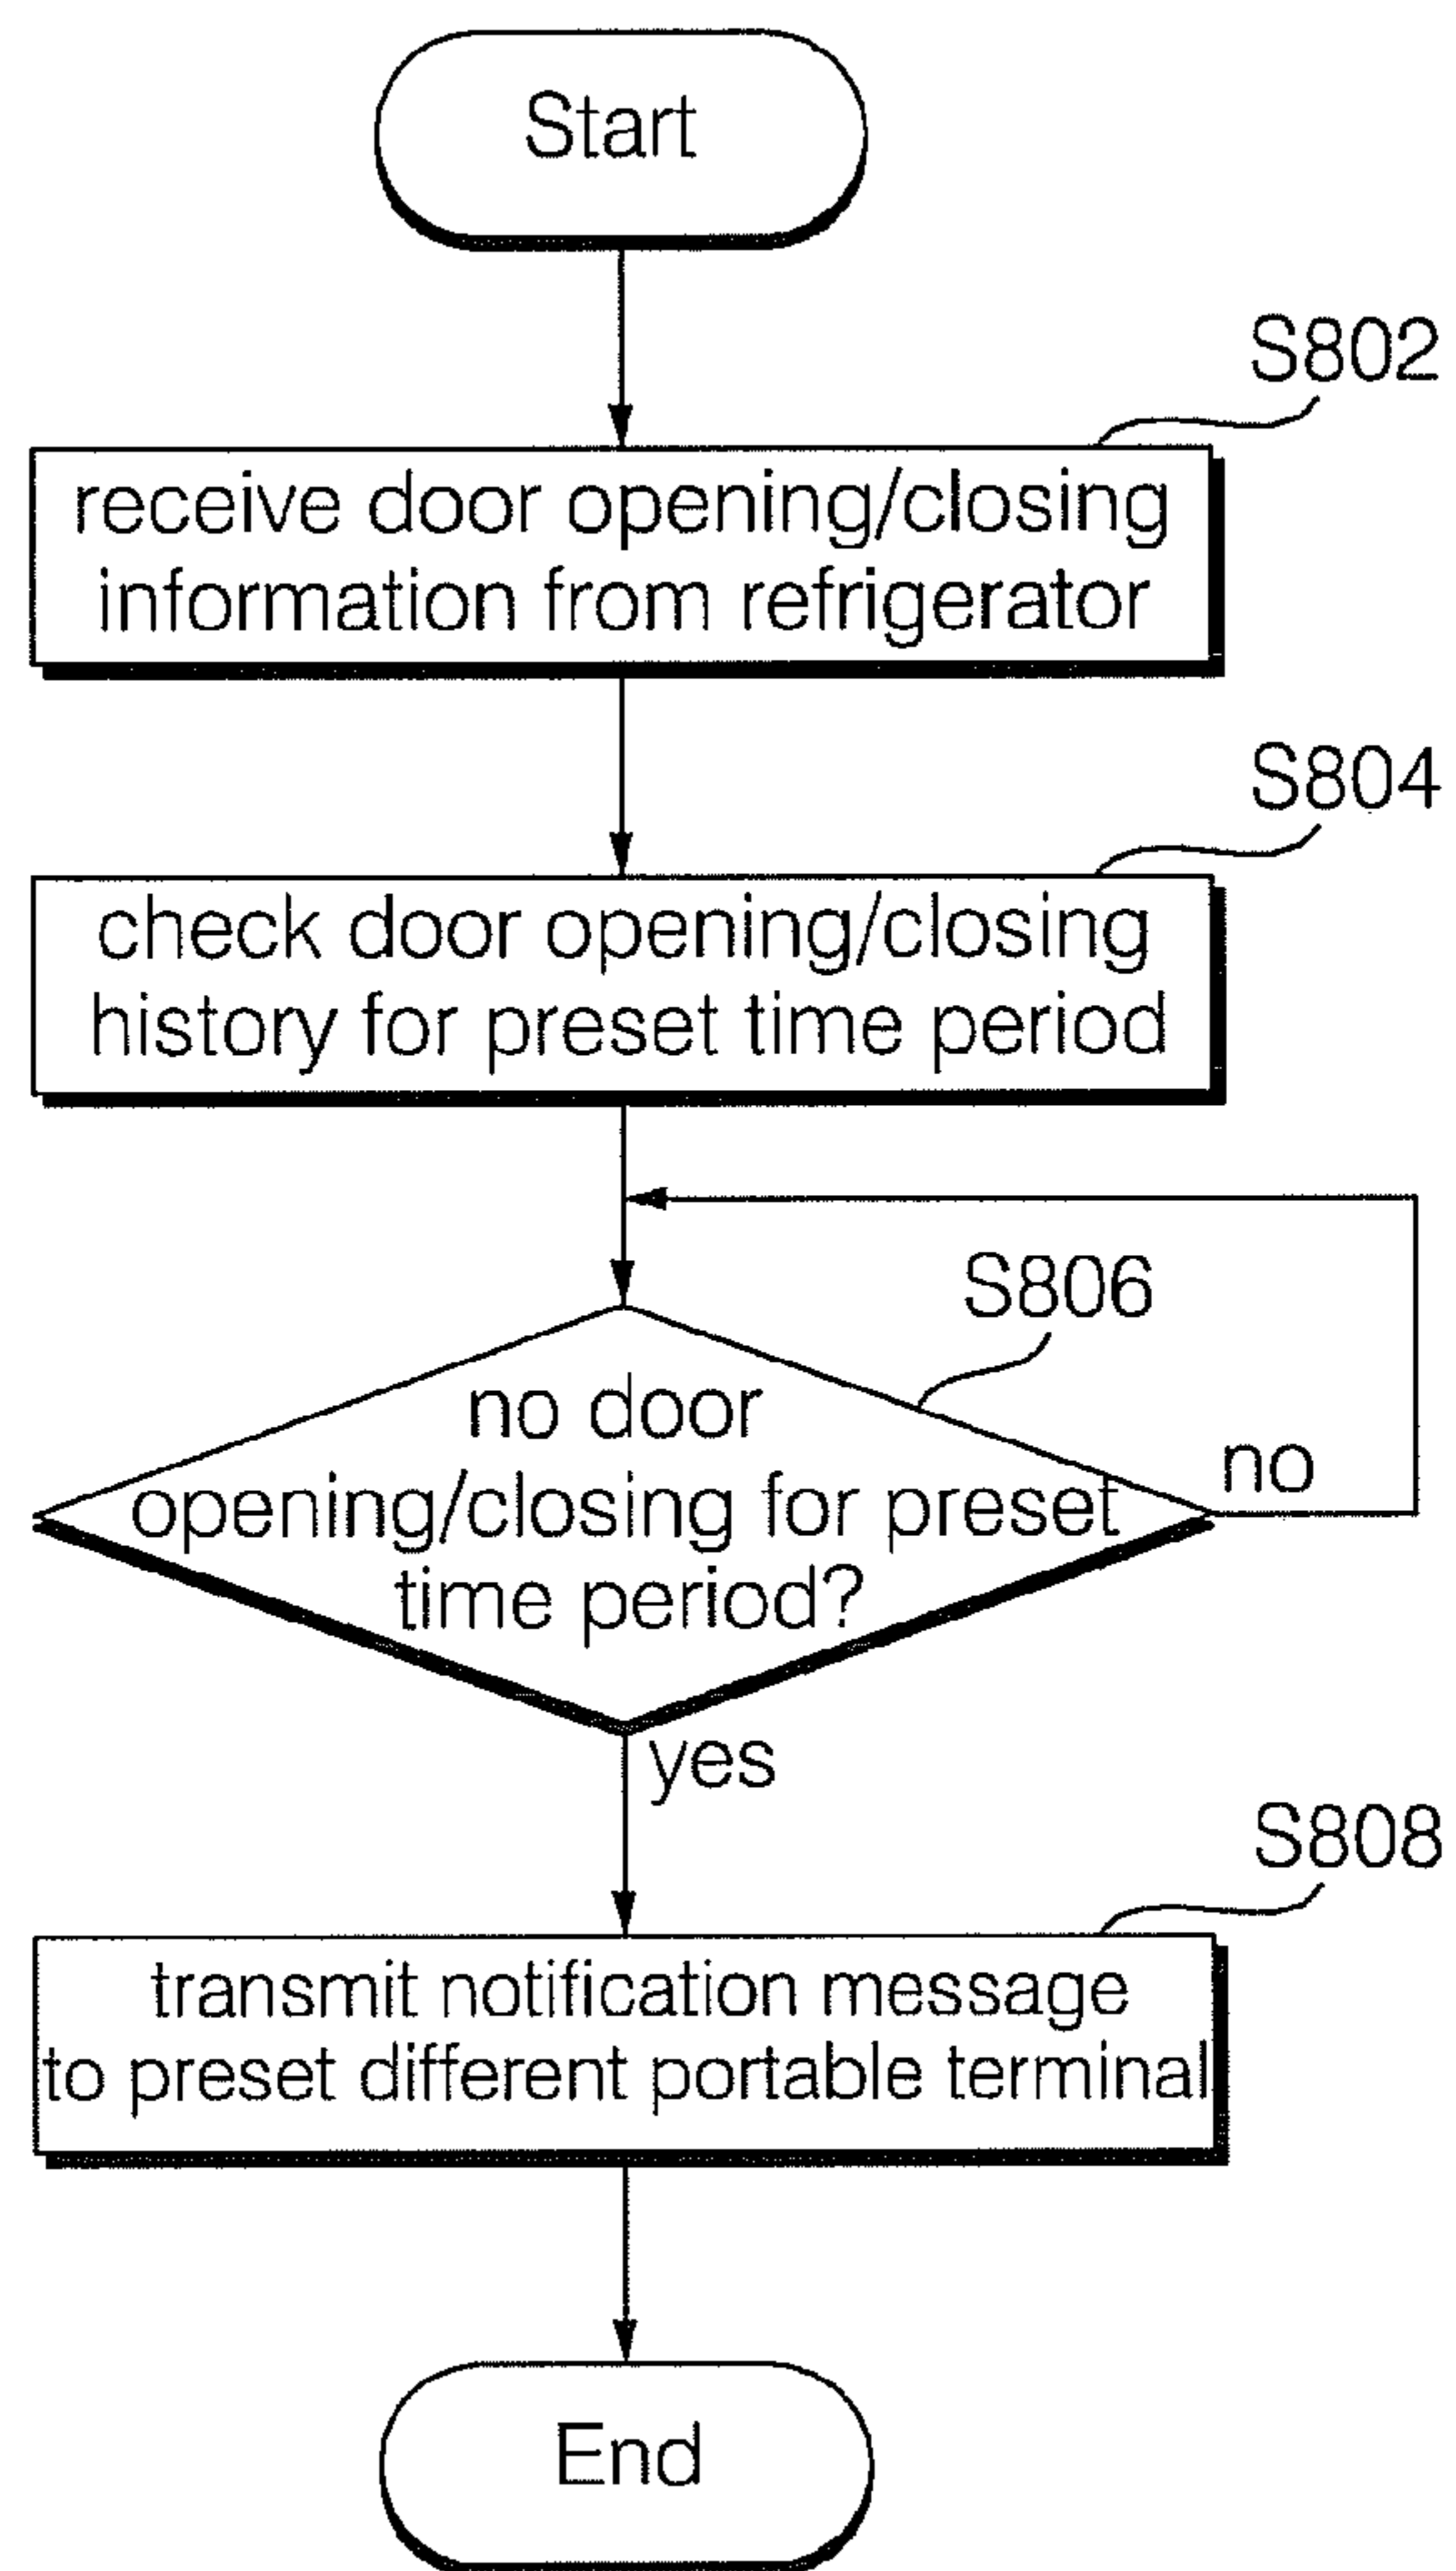 Start
S802
receive door opening/closing
information from refrigerator
S804
check door opening/closing
history for preset time period
S806
no door
opening/closing for preset
time period?
no
yes
S808
transmit notification message
to preset different portable terminal
End